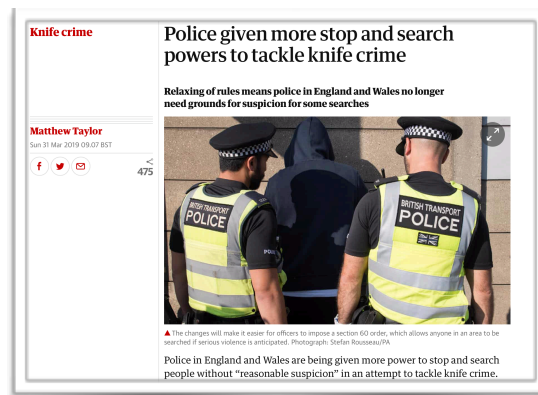 Knife crime
Police given more stop and search
powers to tackle knife crime
Relaxing of rules means police in England and Wales no longer
need grounds for suspicion for some searches
Matthew Taylor
Sun 31 Mar 2019 09.07 BST
475
BRITISH TRANSPORT
POLICE
BRITISH TRANSPORT
POLICE
The changes will make it easier for officers to impose a section 60 order, which allows anyone in an area to be
searched if serious violence is anticipated. Photograph: Stefan Rousseau/PA
Police in England and Wales are being given more power to stop and search
people without “reasonable suspicion” in an attempt to tackle knife crime.